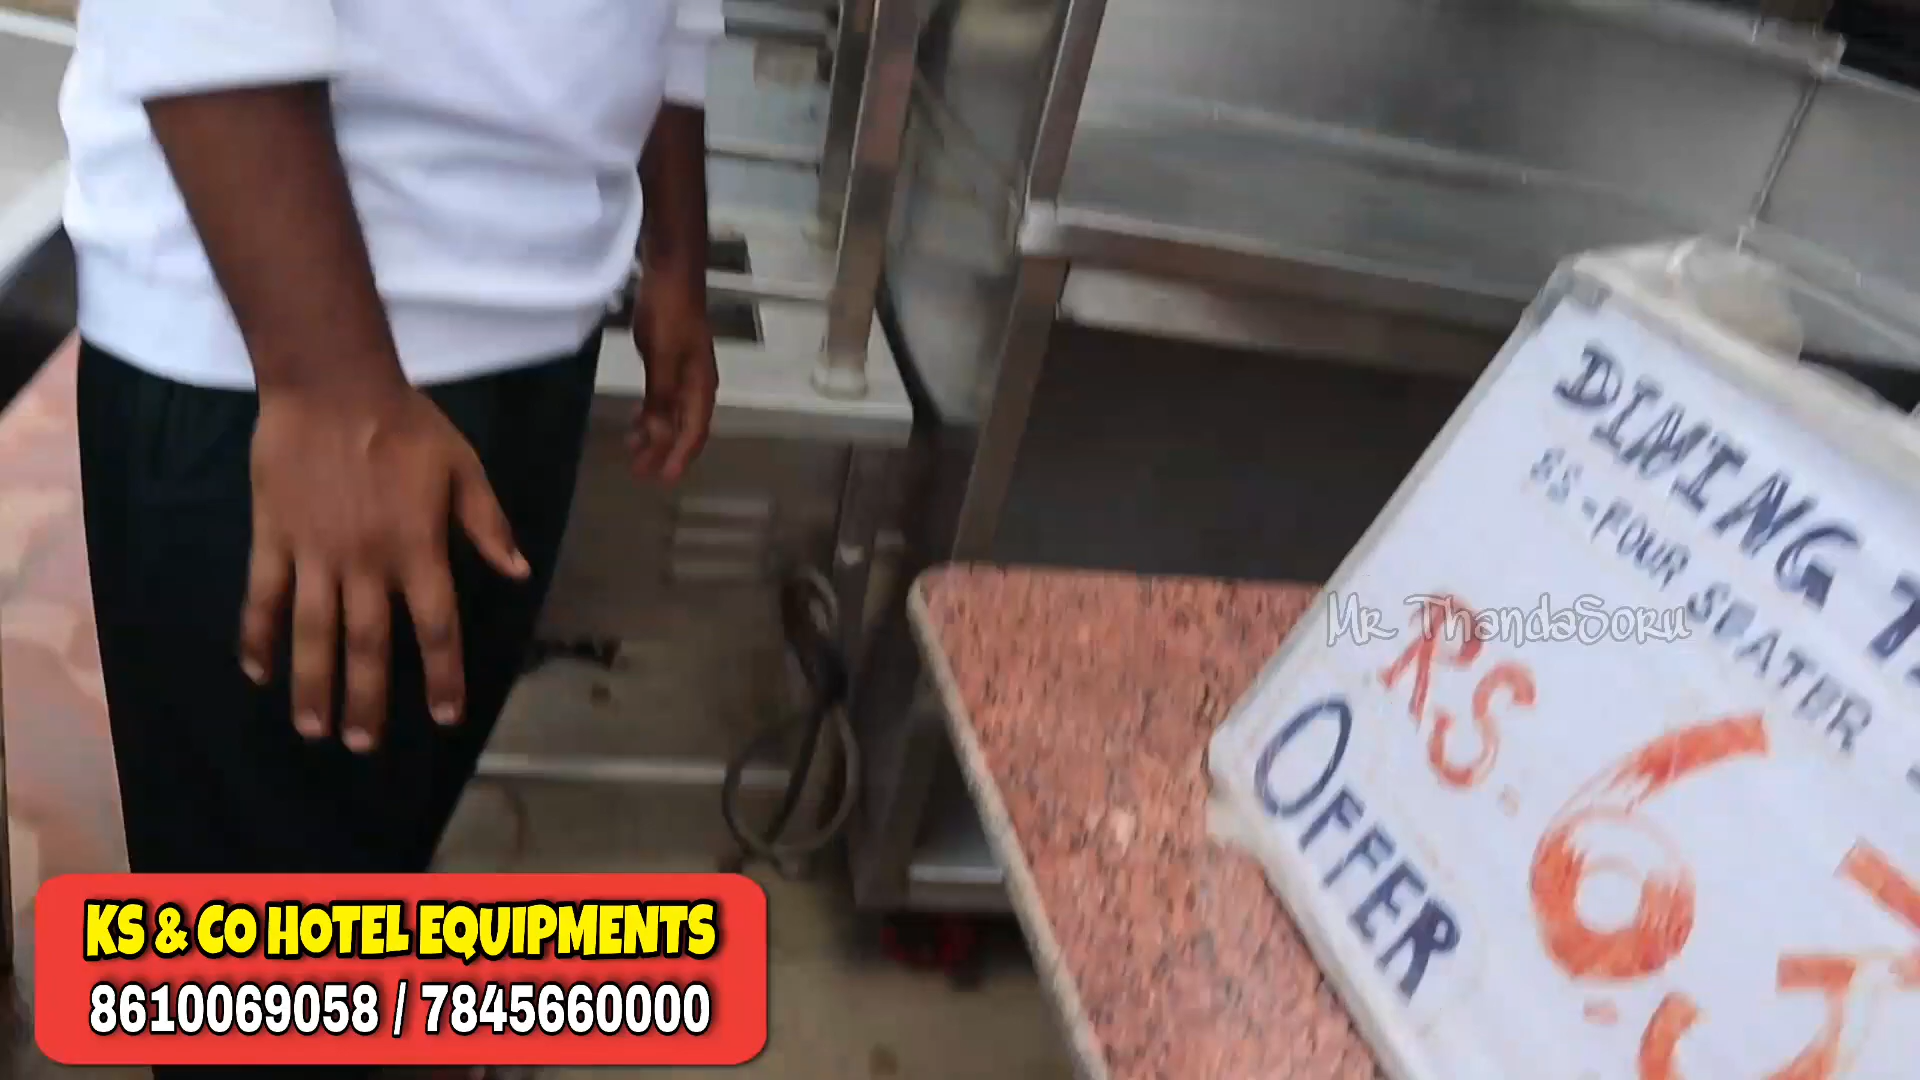 DINING
SS-FOUR SEATER
RS.
OFFER
Mr ThandaSoru
KS & CO HOTEL EQUIPMENTS
8610069058 / 7845660000